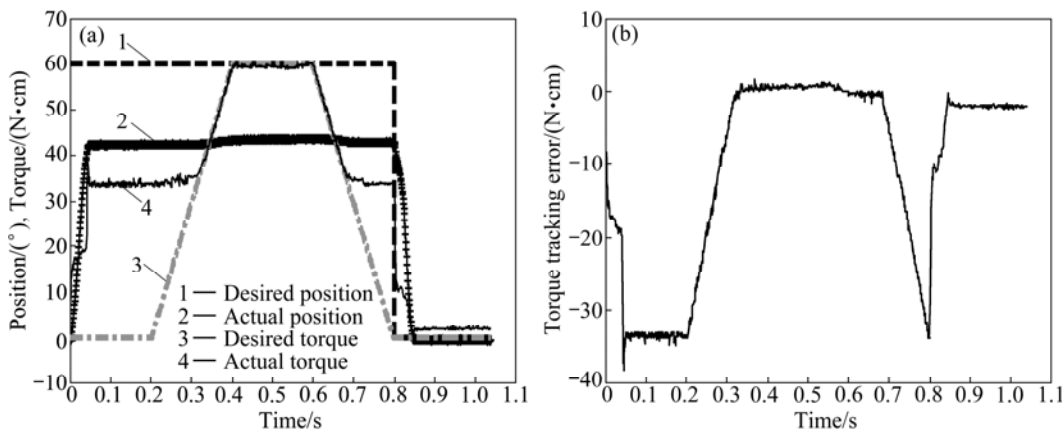 (a)
Position/(°), Torque/(N•cm)
70
60
50
40
30
20
10
0
−10
1
2
4
3
1 — Desired position
2 — Actual position
3 — Desired torque
4 — Actual torque
0 0.1 0.2 0.3 0.4 0.5 0.6 0.7 0.8 0.9 1.0 1.1
Time/s
(b)
Torque tracking error/(N•cm)
10
0
−10
−20
−30
−40
0 0.1 0.2 0.3 0.4 0.5 0.6 0.7 0.8 0.9 1.0 1.1
Time/s